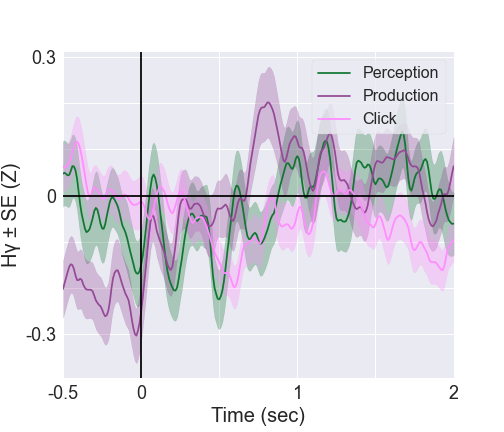 0.3
0
-0.3
Hγ ± SE (Z)
Perception
Production
Click
-0.5
0
1
2
Time (sec)